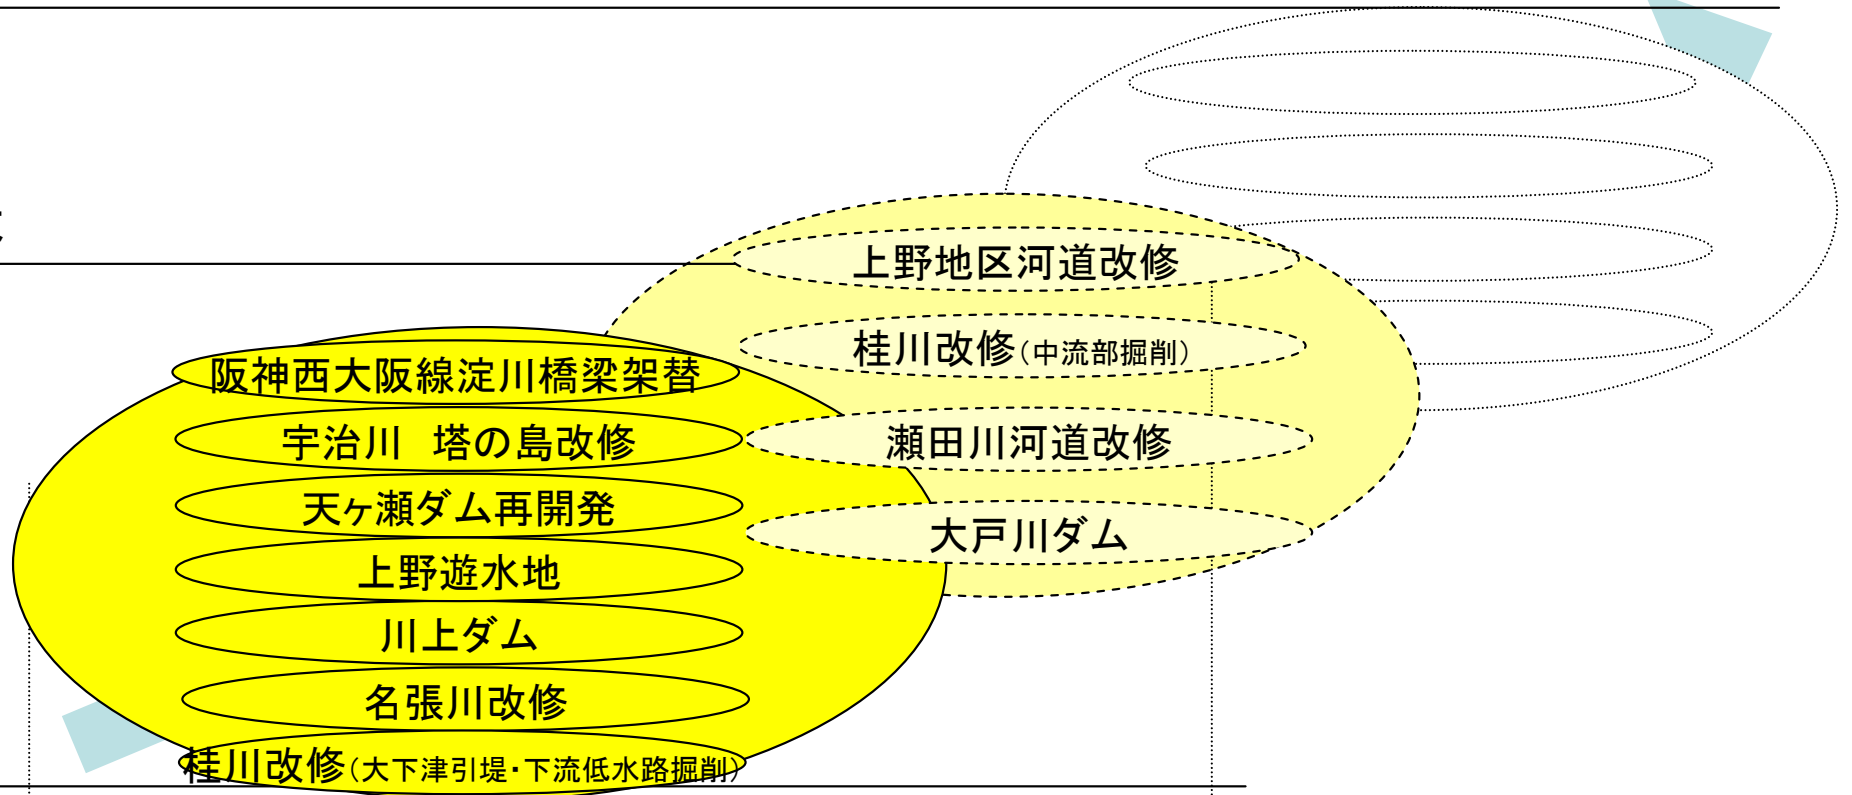 上野地区河道改修
桂川改修(中流部掘削)
瀬田川河道改修
大戸川ダム
阪神西大阪線淀川橋梁架替
宇治川　塔の島改修
天ヶ瀬ダム再開発
上野遊水地
川上ダム
名張川改修
桂川改修(大下津引堤・下流低水路掘削)